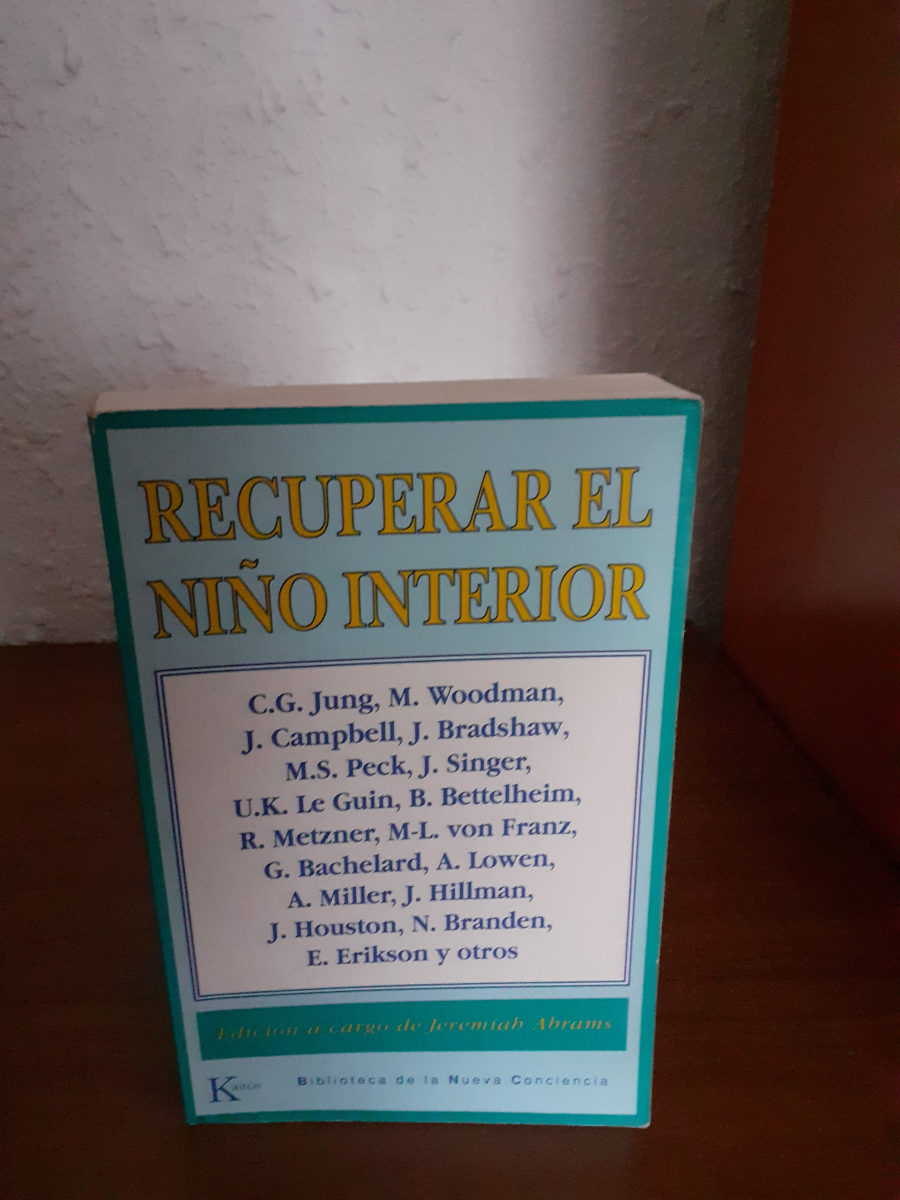 RECUPERAR EL
NIÑO INTERIOR
C.G. Jung, M. Woodman,
J. Campbell, J. Bradshaw,
M.S. Peck, J. Singer,
U.K. Le Guin, B. Bettelheim,
R. Metzner, M-L. von Franz,
G. Bachelard, A. Lowen,
A. Miller, J. Hillman,
J. Houston, N. Branden,
E. Erikson y otros
Edición a cargo de Jeremiah Abrams
Kairós
Biblioteca de la Nueva Conciencia